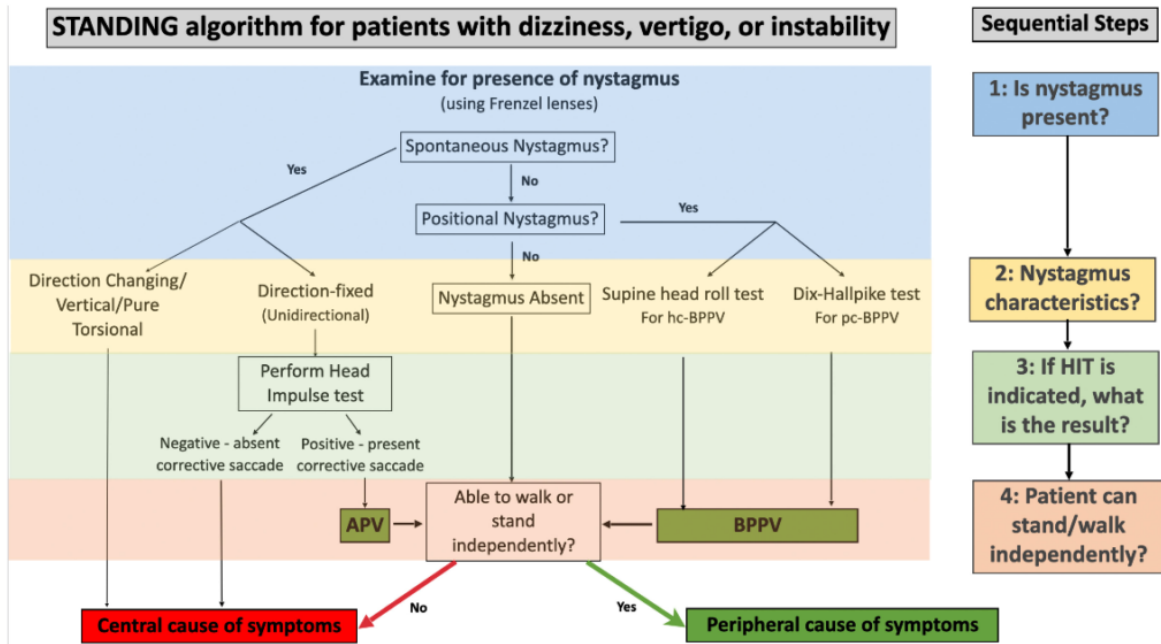 STANDING algorithm for patients with dizziness, vertigo, or instability
Examine for presence of nystagmus
(using Frenzel lenses)
Spontaneous Nystagmus?
Yes
No
Positional Nystagmus?
Yes
No
Direction Changing/
Vertical/Pure
Torsional
Direction-fixed
(Unidirectional)
Nystagmus Absent
Supine head roll test
For hc-BPPV
Dix-Hallpike test
For pc-BPPV
Perform Head
Impulse test
Negative - absent
corrective saccade
Positive - present
corrective saccade
APV
Able to walk or
stand
independently?
BPPV
No
Yes
Central cause of symptoms
Peripheral cause of symptoms
Sequential Steps
1: Is nystagmus
present?
2: Nystagmus
characteristics?
3: If HIT is
indicated, what
is the result?
4: Patient can
stand/walk
independently?